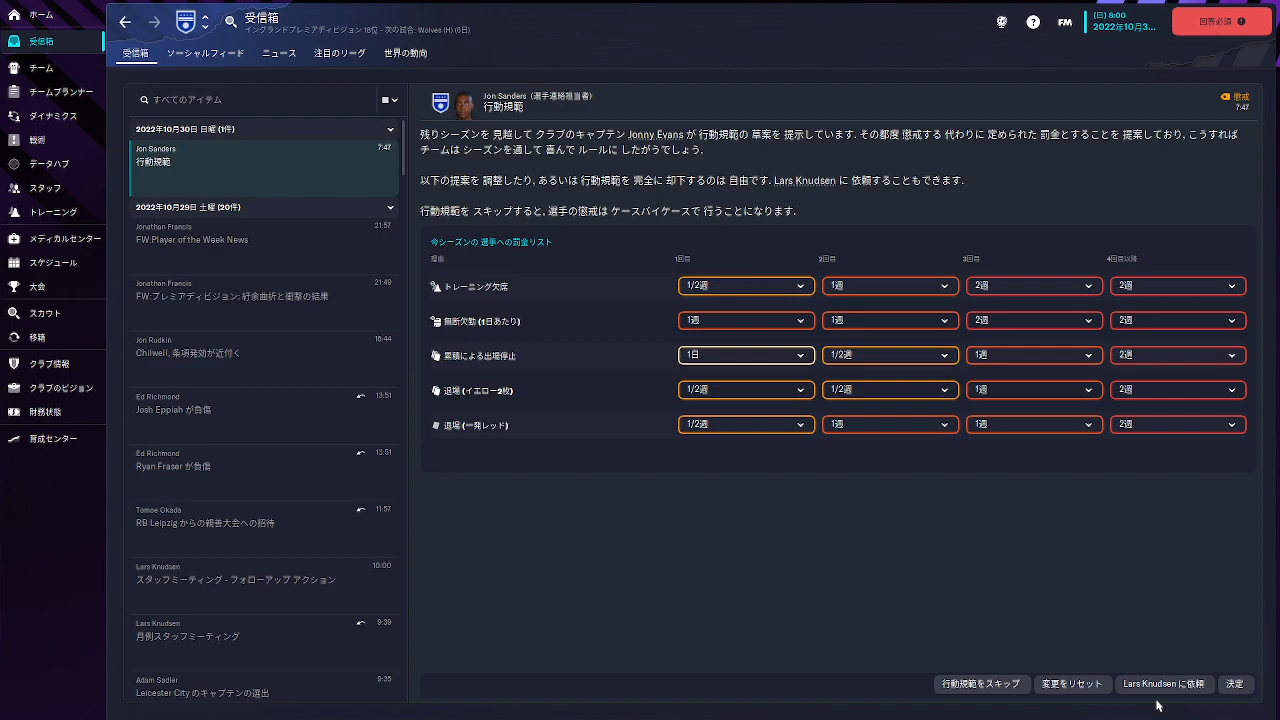 ホーム
受信箱
チーム
チームプランナー
ダイナミクス
戦術
データハブ
スタッフ
トレーニング
メディカルセンター
スケジュール
大会
スカウト
移籍
クラブ情報
クラブのビジョン
財務状態
育成センター
受信箱
イングランドプレミアディビジョン 18位 - 次の試合: Wolves (H) (6日)
FM
(日) 8:00
2022年10月3...
回答必須
受信箱
ソーシャルフィード
ニュース
注目のリーグ
世界の動向
すべてのアイテム
2022年10月30日 日曜 (1件)
Jon Sanders 7:47
行動規範
2022年10月29日 土曜 (20件)
Jonathan Francis 21:57
FW:Player of the Week News
Jonathan Francis 21:49
FW:プレミアディビジョン: 紆余曲折と衝撃の結果
Jon Rudkin 16:44
Chilwell, 条項発効が近付く
Ed Richmond 13:51
Josh Eppiah が負傷
Ed Richmond 13:51
Ryan Fraser が負傷
Tomoe Okada 11:57
RB Leipzig からの親善大会への招待
Lars Knudsen 10:00
スタッフミーティング - フォローアップ アクション
Lars Knudsen 9:39
月例スタッフミーティング
Adam Sadler 9:35
Leicester City のキャプテンの選出
Jon Sanders (選手連絡担当者)
行動規範
懲戒
7:47
残りシーズンを 見越して クラブのキャプテン Jonny Evans が 行動規範の 草案を 提示しています. その都度 懲戒する 代わりに 定められた 罰金とすることを 提案しており, こうすれば
チームは シーズンを通して 喜んで ルールに したがうでしょう.
以下の提案を 調整したり, あるいは 行動規範を 完全に 却下するのは 自由です. Lars Knudsen に 依頼することもできます.
行動規範を スキップすると, 選手の懲戒は ケースバイケースで 行うことになります.
今シーズンの 選手への罰金リスト
理由 1回目 2回目 3回目 4回目以降
トレーニング欠席 1/2週 1週 2週 2週
無断欠勤 (1日あたり) 1週 1週 2週 2週
累積による出場停止 1日 1/2週 1週 2週
退場 (イエロー2枚) 1/2週 1/2週 1週 2週
退場 (一発レッド) 1/2週 1週 1週 2週
行動規範をスキップ
変更をリセット
Lars Knudsen に依頼
決定